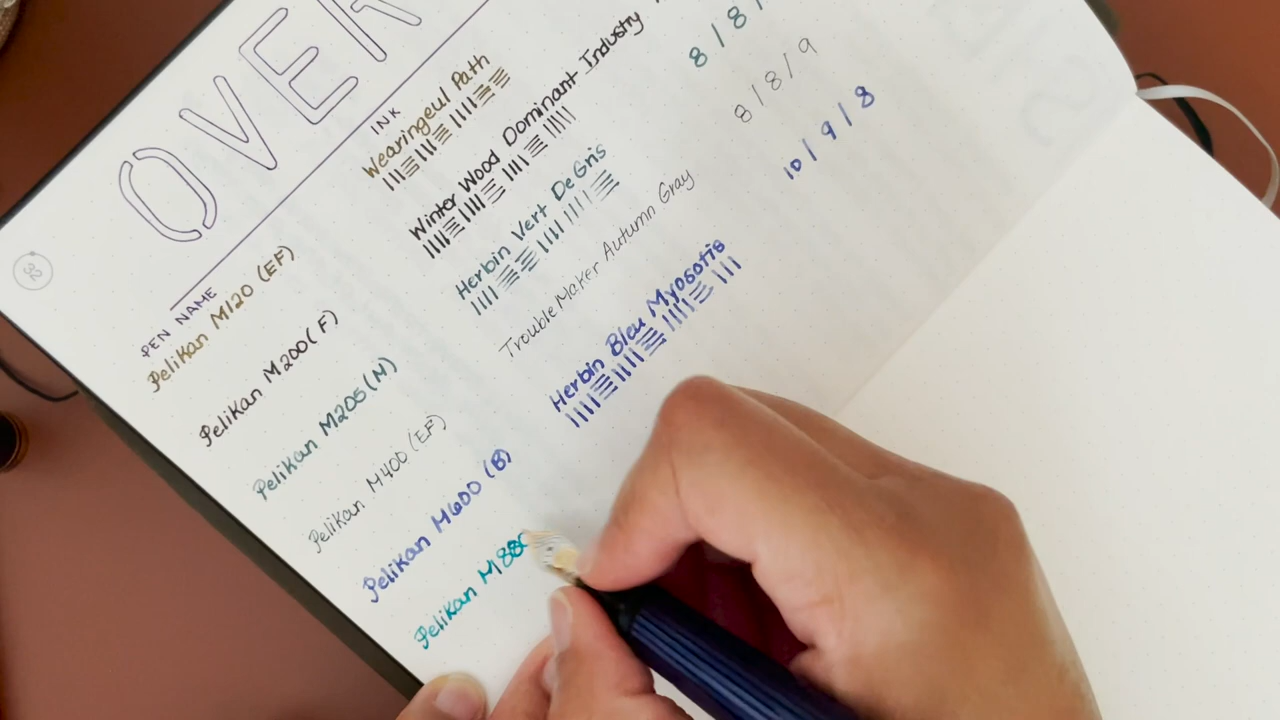 OVER
PEN NAME INK
Pelikan M120 (EF) Wearingeul Path
Pelikan M200 (F) Winter Wood Dominant Industry 8 / 8 /
Pelikan M205 (M) Herbin Vert De Gris 8 / 8 / 9
Pelikan M400 (EF) Trouble Maker Autumn Gray 10 / 9 / 8
Pelikan M600 (B) Herbin Bleu Myosotis
Pelikan M80
32